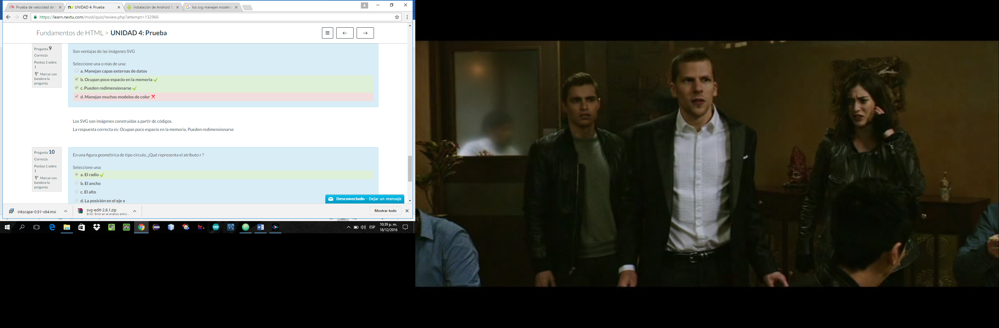 Prueba de velocidad de
UNIDAD 4: Prueba
Instalación de Android S
los svg manejan modelo
https://learn.nextu.com/mod/quiz/review.php?attempt=132966
Fundamentos de HTML > UNIDAD 4: Prueba
Pregunta 9
Correcta
Puntúa 1 sobre
1
Marcar con
bandera la
pregunta
Son ventajas de las imágenes SVG
Seleccione una o más de una:
a. Manejan capas externas de datos
b. Ocupan poco espacio en la memoria
c. Pueden redimensionarse
d. Manejan muchos modelos de color
Los SVG son imágenes construidas a partir de códigos.
La respuesta correcta es: Ocupan poco espacio en la memoria, Pueden redimensionarse
Pregunta 10
Correcta
Puntúa 1 sobre
1
Marcar con
bandera la
pregunta
En una figura geométrica de tipo círculo, ¿Qué representa el atributo r ?
Seleccione una:
a. El radio
b. El ancho
c. El alto
d. La posición en el eje x
Desconectado - Dejar un mensaje
inkscape-0.91-x64.msi
svg-edit-2.8.1.zip
Error: Error en el análisis antivi...
Mostrar todo
ESP
10:39 p. m.
18/12/2016